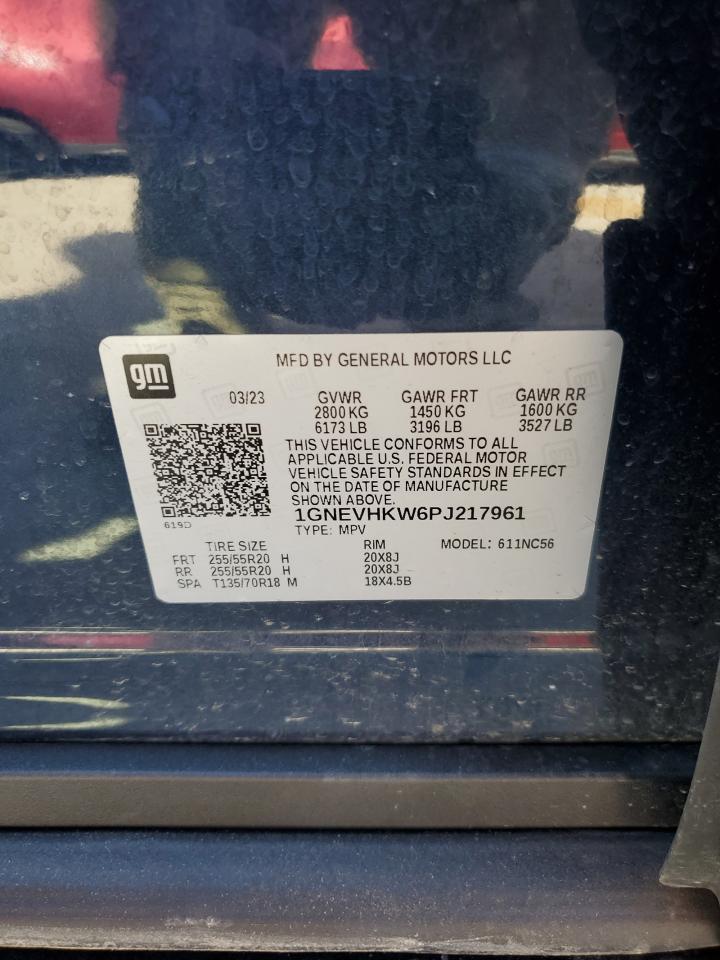 gm
MFD BY GENERAL MOTORS LLC
03/23 GVWR GAWR FRT GAWR RR
2800 KG 1450 KG 1600 KG
6173 LB 3196 LB 3527 LB
THIS VEHICLE CONFORMS TO ALL
APPLICABLE U.S. FEDERAL MOTOR
VEHICLE SAFETY STANDARDS IN EFFECT
ON THE DATE OF MANUFACTURE
SHOWN ABOVE.
1GNEVHKW6PJ217961
619D
TYPE: MPV
TIRE SIZE RIM MODEL: 611NC56
FRT 255/55R20 H 20X8J
RR 255/55R20 H 20X8J
SPA T135/70R18 M 18X4.5B